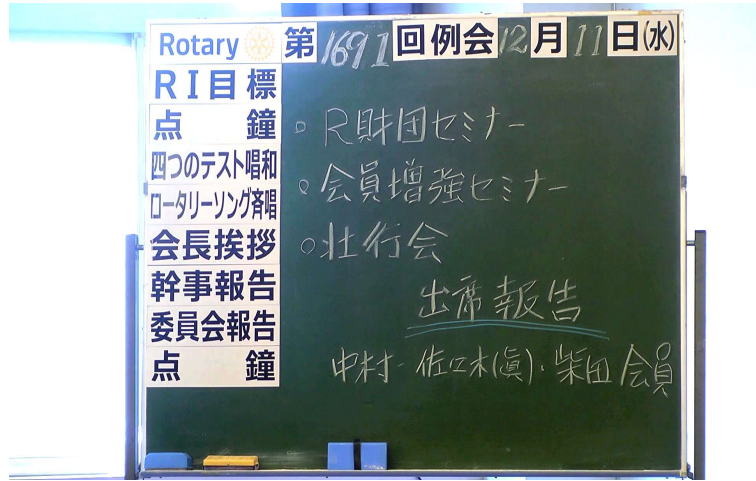 Rotary 第1691回例会12月11日(水)
RI目標
点鐘
四つのテスト唱和
ロータリーソング斉唱
会長挨拶
幹事報告
委員会報告
点鐘
○ R財団セミナー
○ 会員増強セミナー
○ 壮行会
出席報告
中村・佐々木(眞)・柴田会員